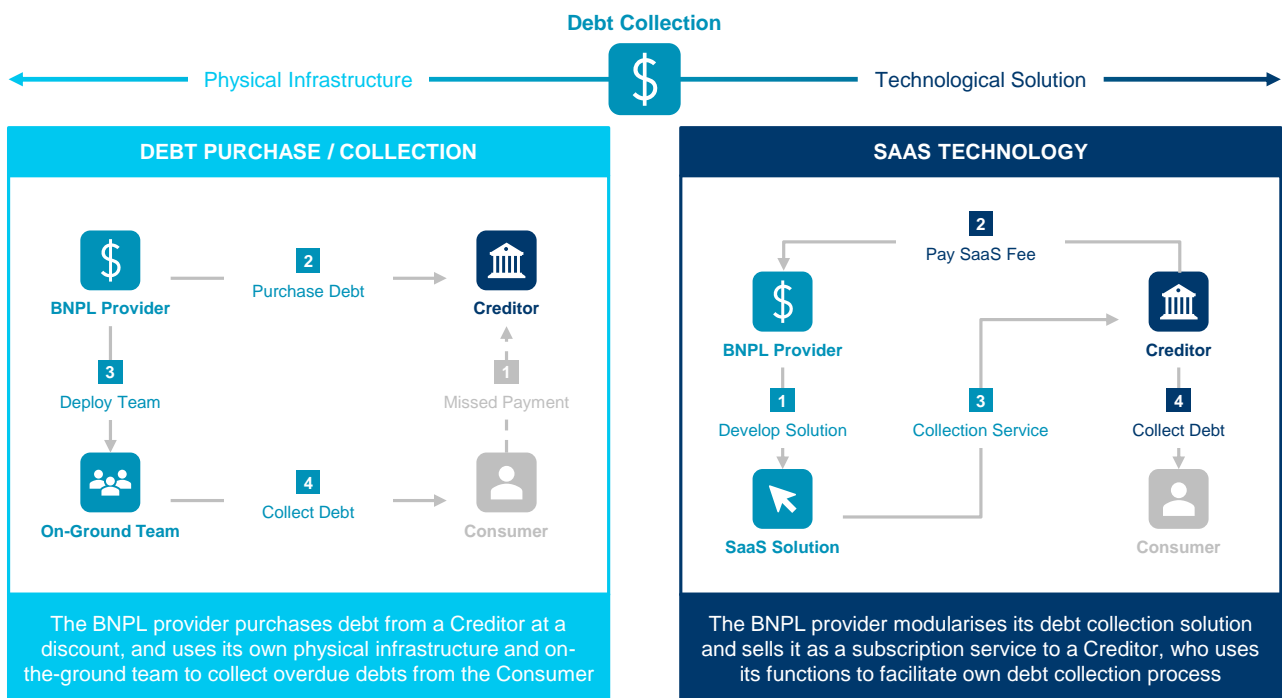 Debt Collection
Physical Infrastructure
Technological Solution
DEBT PURCHASE / COLLECTION
2
Purchase Debt
BNPL Provider
Creditor
3
Deploy Team
1
Missed Payment
4
Collect Debt
On-Ground Team
Consumer
The BNPL provider purchases debt from a Creditor at a
discount, and uses its own physical infrastructure and on-
the-ground team to collect overdue debts from the Consumer
SAAS TECHNOLOGY
2
Pay SaaS Fee
BNPL Provider
Creditor
1
Develop Solution
3
Collection Service
4
Collect Debt
SaaS Solution
Consumer
The BNPL provider modularises its debt collection solution
and sells it as a subscription service to a Creditor, who uses
its functions to facilitate own debt collection process